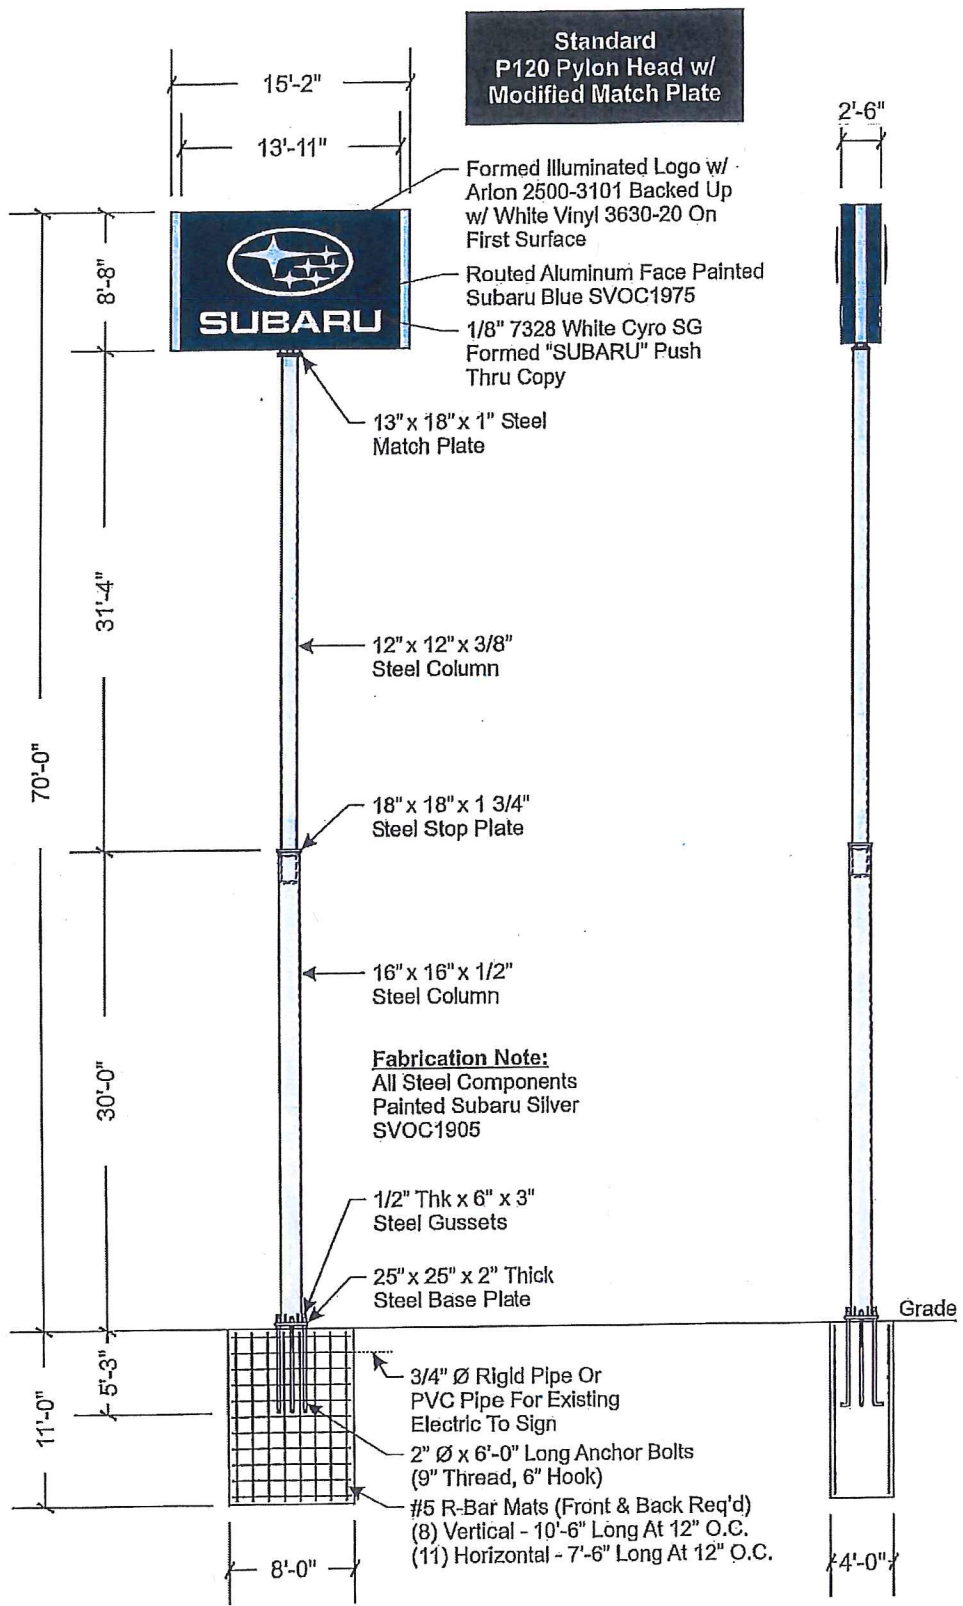 Standard
P120 Pylon Head w/
Modified Match Plate
15'-2"
13'-11"
2'-6"
Formed Illuminated Logo w/
Arlon 2500-3101 Backed Up
w/ White Vinyl 3630-20 On
First Surface
Routed Aluminum Face Painted
Subaru Blue SVOC1975
1/8" 7328 White Cyro SG
Formed "SUBARU" Push
Thru Copy
SUBARU
8'-8"
13" x 18" x 1" Steel
Match Plate
31'-4"
12" x 12" x 3/8"
Steel Column
70'-0"
18" x 18" x 1 3/4"
Steel Stop Plate
16" x 16" x 1/2"
Steel Column
30'-0"
Fabrication Note:
All Steel Components
Painted Subaru Silver
SVOC1905
1/2" Thk x 6" x 3"
Steel Gussets
25" x 25" x 2" Thick
Steel Base Plate
Grade
5'-3"
11'-0"
3/4" Ø Rigid Pipe Or
PVC Pipe For Existing
Electric To Sign
2" Ø x 6'-0" Long Anchor Bolts
(9" Thread, 6" Hook)
#5 R-Bar Mats (Front & Back Req'd)
(8) Vertical - 10'-6" Long At 12" O.C.
(11) Horizontal - 7'-6" Long At 12" O.C.
8'-0"
4'-0"